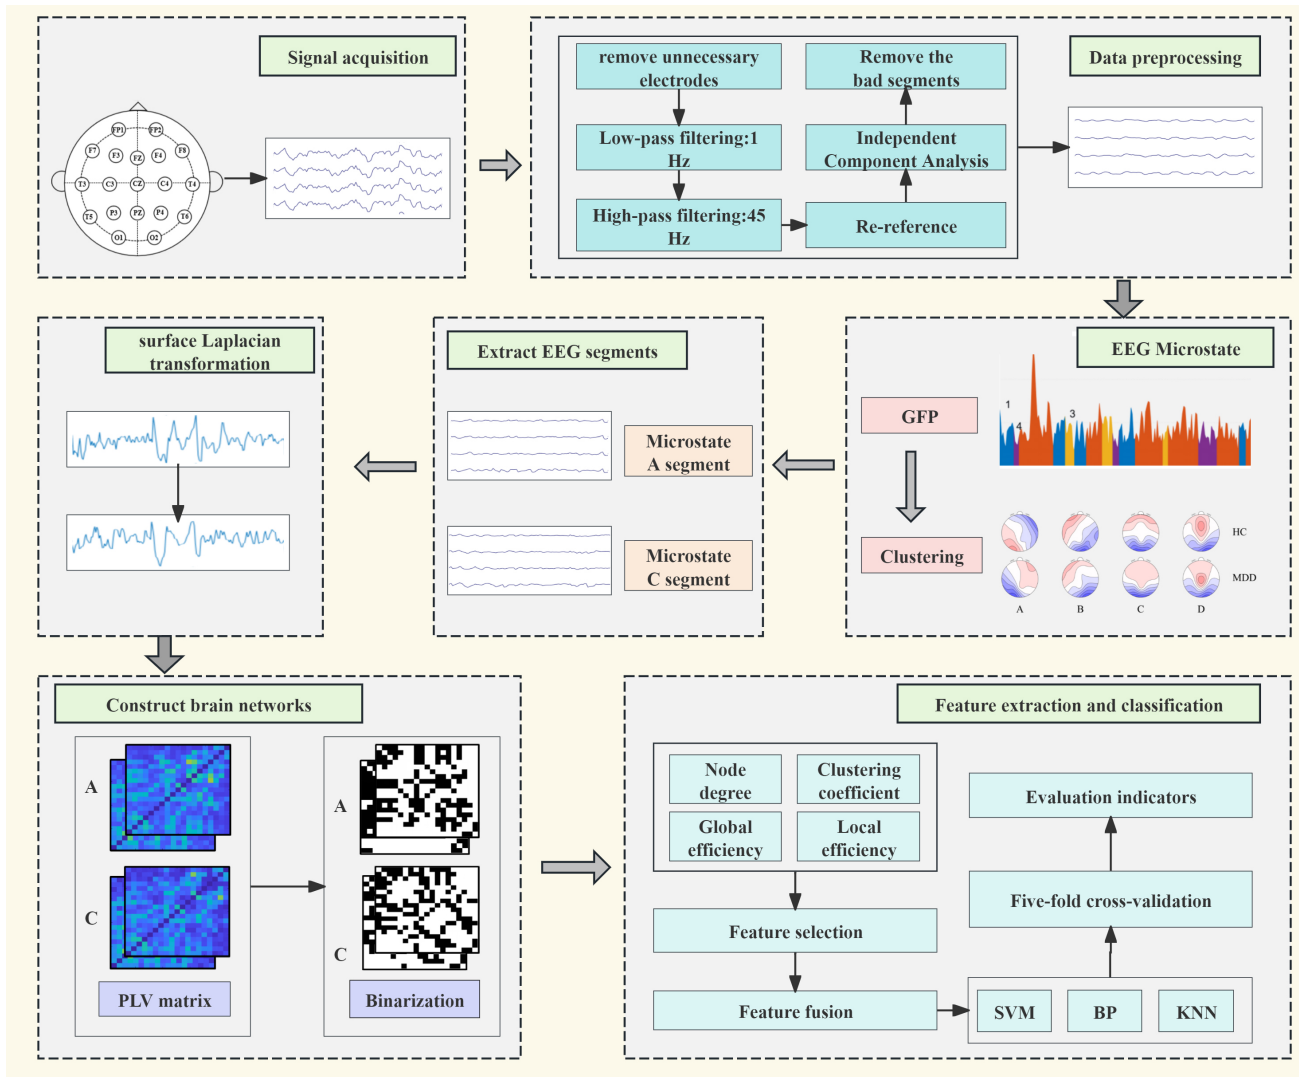 Signal acquisition
FP1 FP2
F7 F3 FZ F4 F8
T3 C3 CZ C4 T4
T5 P3 PZ P4 T6
O1 O2
Data preprocessing
remove unnecessary
electrodes
Low-pass filtering:1
Hz
High-pass filtering:45
Hz
Re-reference
Independent
Component Analysis
Remove the
bad segments
EEG Microstate
GFP
Clustering
1
4
3
HC
MDD
A B C D
Extract EEG segments
Microstate
A segment
Microstate
C segment
surface Laplacian
transformation
Construct brain networks
A
C
PLV matrix
A
C
Binarization
Feature extraction and classification
Node
degree
Clustering
coefficient
Global
efficiency
Local
efficiency
Feature selection
Feature fusion
SVM
BP
KNN
Five-fold cross-validation
Evaluation indicators